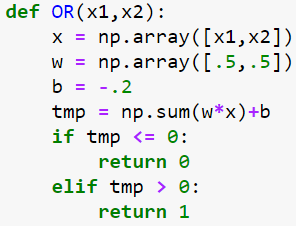 def OR(x1,x2):
    x = np.array([x1,x2])
    w = np.array([.5,.5])
    b = -.2
    tmp = np.sum(w*x)+b
    if tmp <= 0:
        return 0
    elif tmp > 0:
        return 1